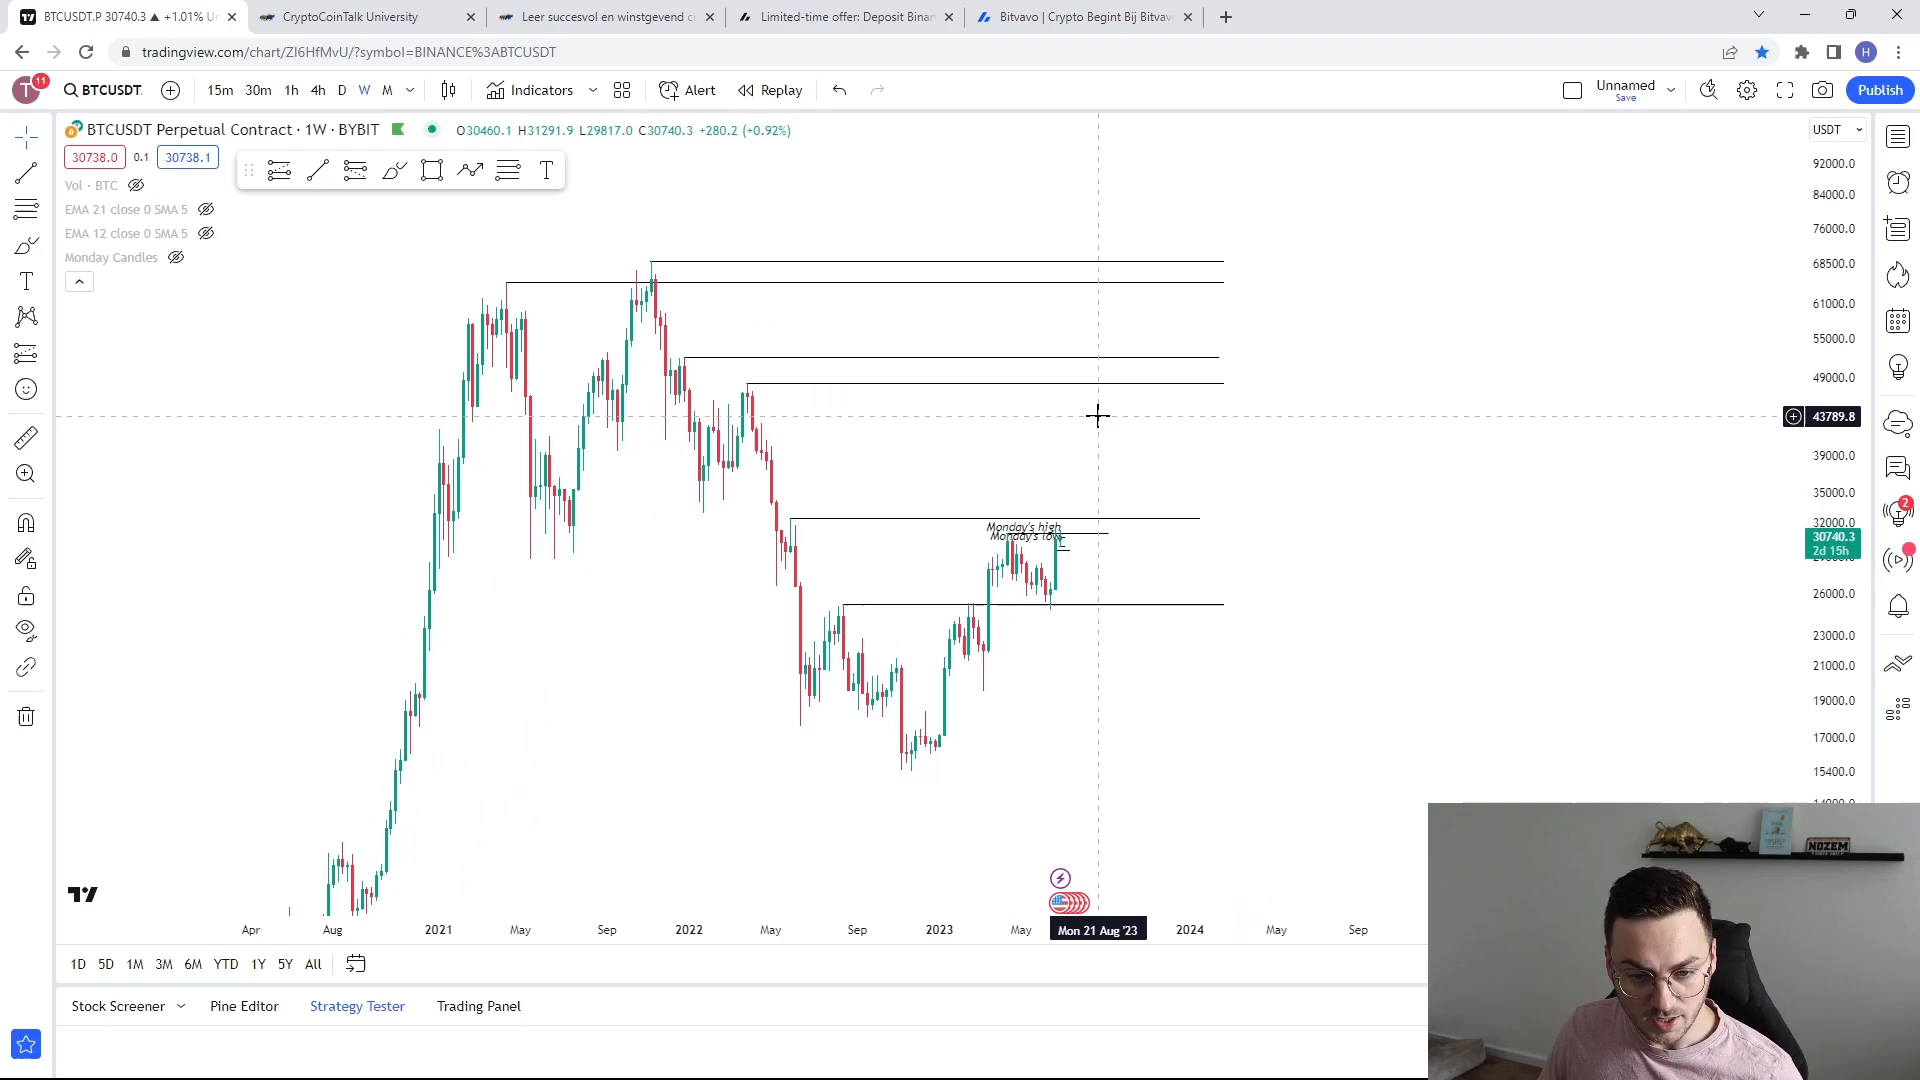 BTCUSDT.P 30740.3 ▲ +1.01% U
CryptoCoinTalk University
Leer succesvol en winstgevend c
Limited-time offer: Deposit Binan
Bitvavo | Crypto Begint Bij Bitvav
tradingview.com/chart/ZI6HfMvU/?symbol=BINANCE%3ABTCUSDT
H
T
11
BTCUSDT.
15m 30m 1h 4h D W M
Indicators
Alert
Replay
Unnamed
Save
Publish
BTCUSDT Perpetual Contract · 1W · BYBIT
O30460.1 H31291.9 L29817.0 C30740.3 +280.2 (+0.92%)
USDT
30738.0
0.1
30738.1
Vol · BTC
EMA 21 close 0 SMA 5
EMA 12 close 0 SMA 5
Monday Candles
T
92000.0
84000.0
76000.0
68500.0
61000.0
55000.0
49000.0
43789.8
39000.0
35000.0
32000.0
30740.3
2d 15h
26000.0
23000.0
21000.0
19000.0
17000.0
15400.0
Monday's high
Monday's low
2
NOZEM
Apr Aug 2021 May Sep 2022 May Sep 2023 May Mon 21 Aug '23 2024 May Sep
1D 5D 1M 3M 6M YTD 1Y 5Y All
Stock Screener
Pine Editor
Strategy Tester
Trading Panel